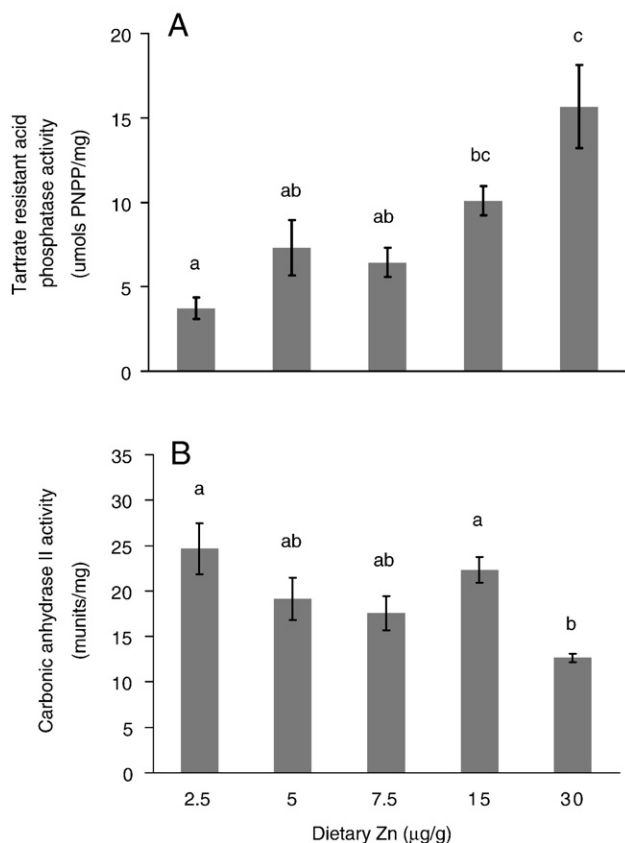 A
Tartrate resistant acid
phosphatase activity
(umols PNPP/mg)
20
15
10
5
0
a
ab
ab
bc
c
B
Carbonic anhydrase II activity
(munits/mg)
35
30
25
20
15
10
5
0
a
ab
ab
a
b
2.5 5 7.5 15 30
Dietary Zn (μg/g)